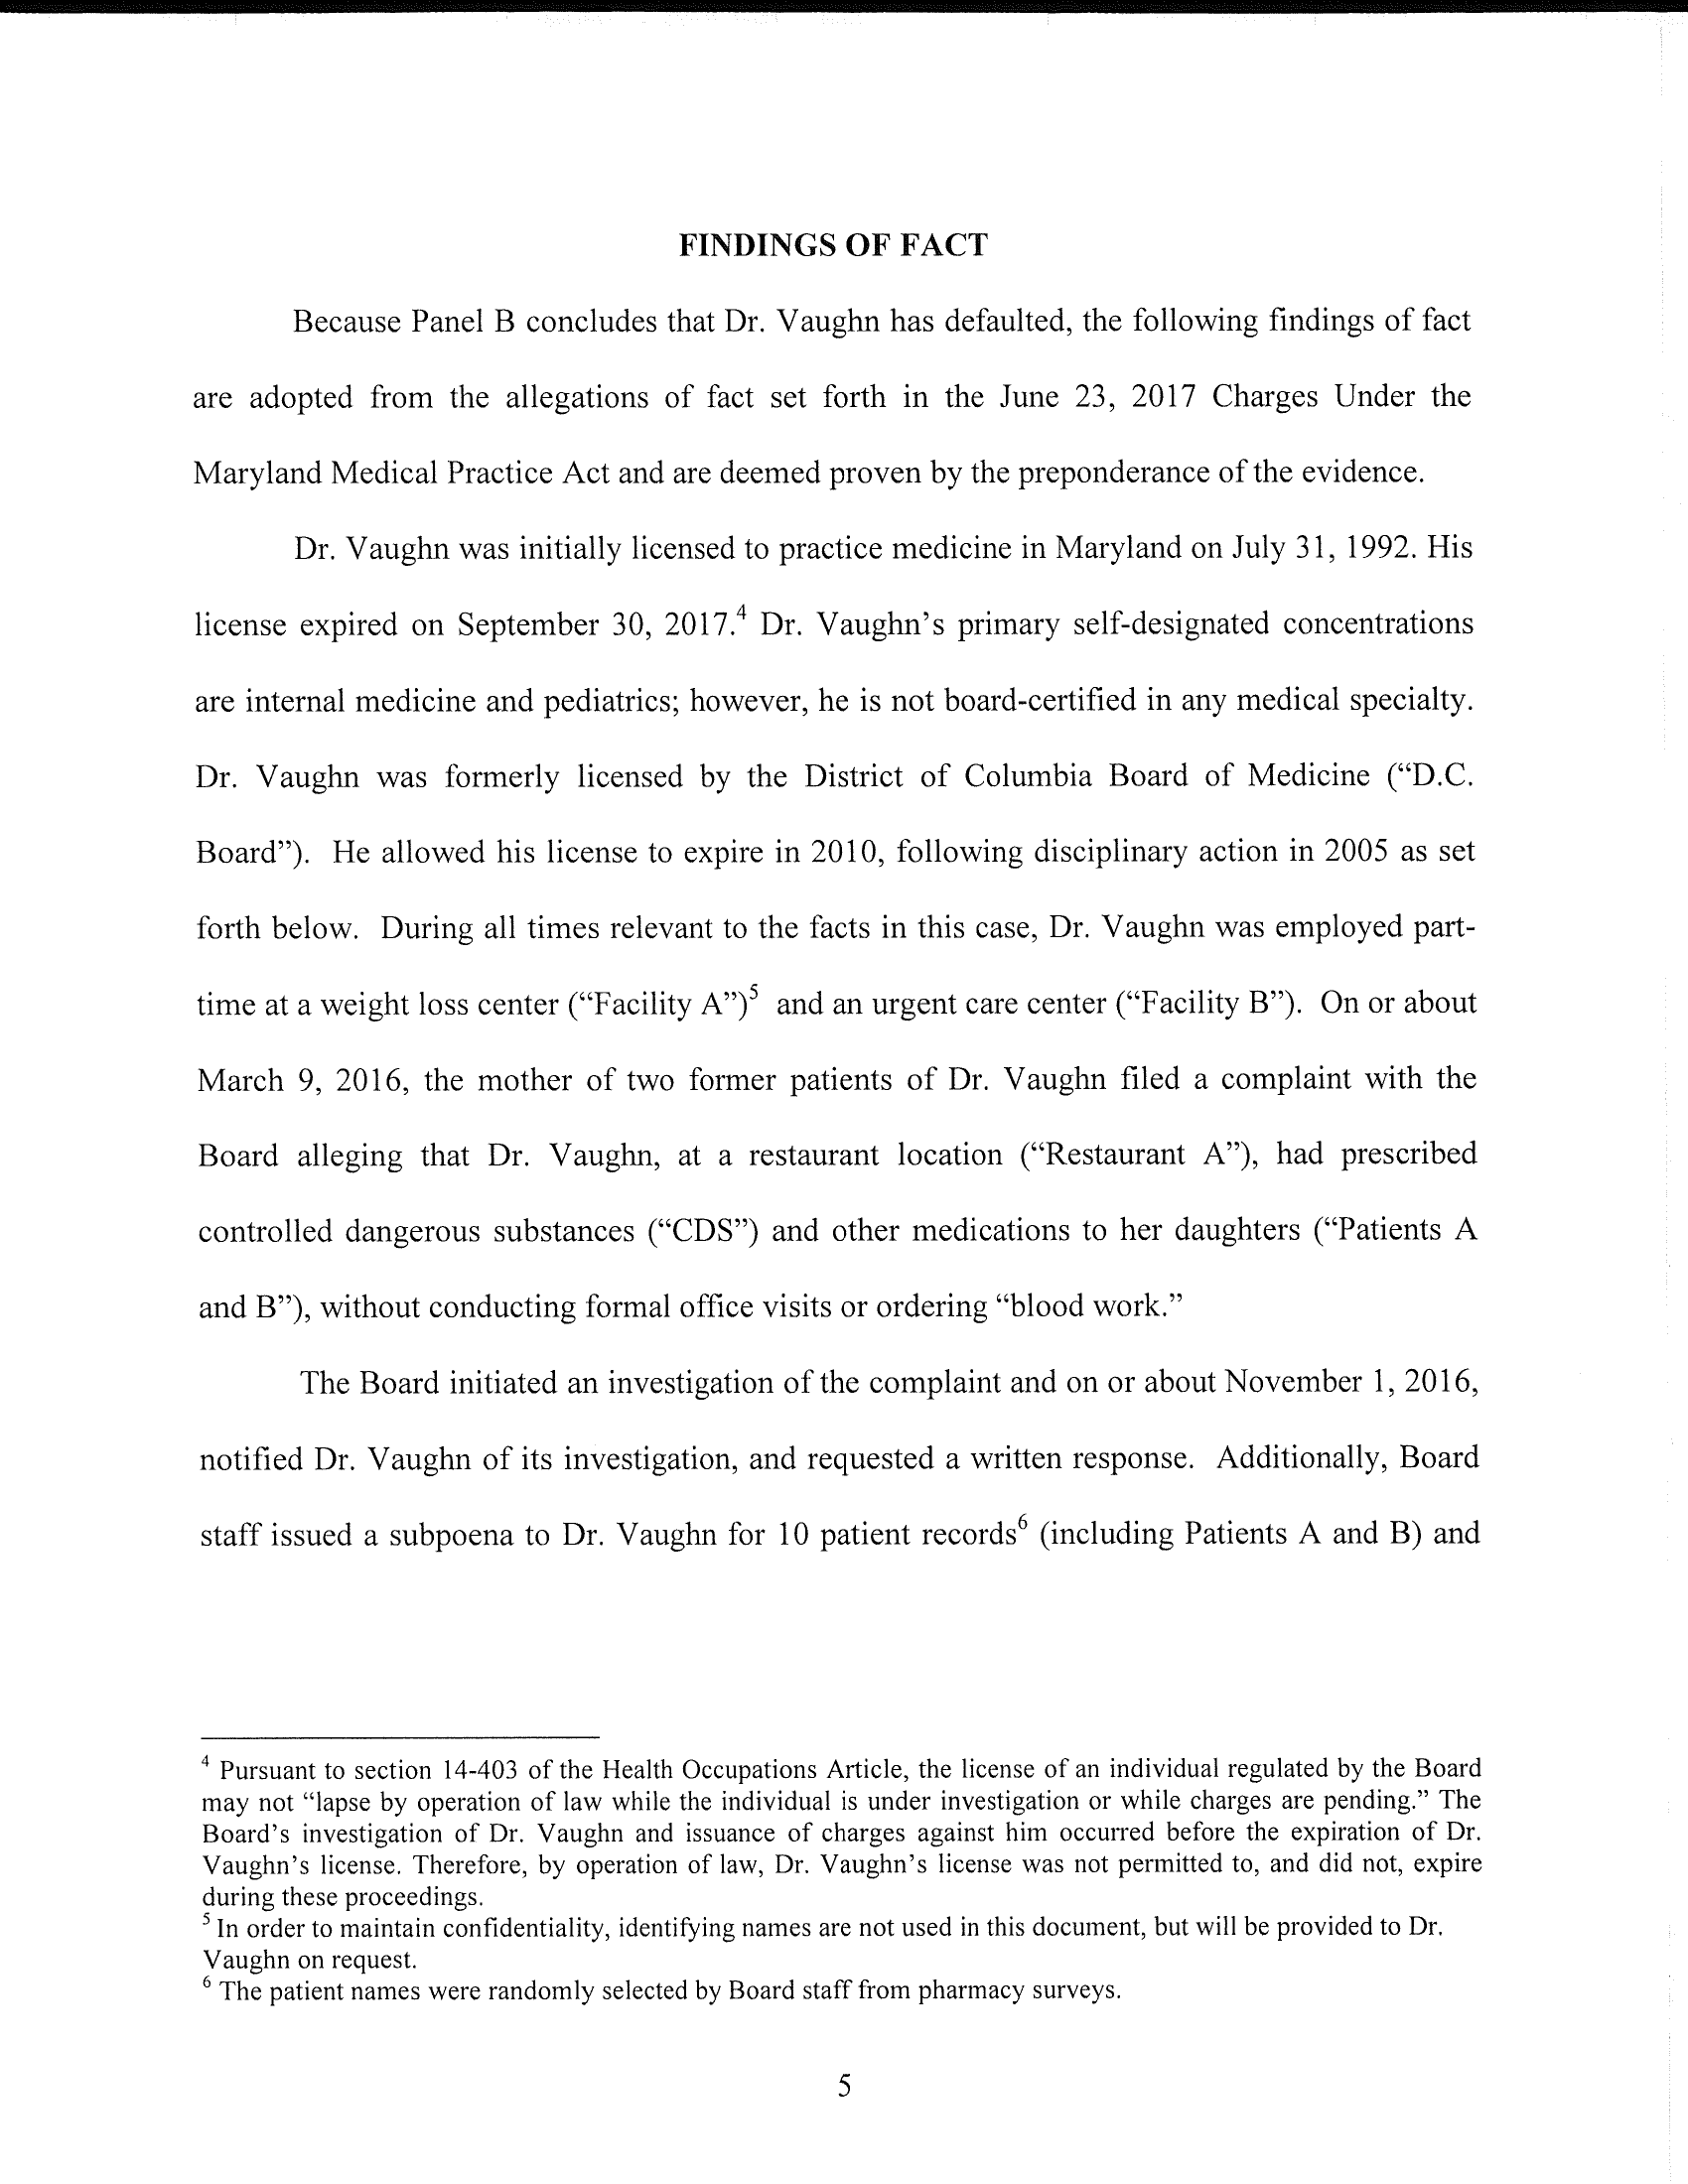 FINDINGS OF FACT
Because Panel B concludes that Dr. Vaughn has defaulted, the following findings of fact
are adopted from the allegations of fact set forth in the June 23, 2017 Charges Under the
Maryland Medical Practice Act and are deemed proven by the preponderance of the evidence.
Dr. Vaughn was initially licensed to practice medicine in Maryland on July 31, 1992. His
license expired on September 30, 2017.⁴ Dr. Vaughn's primary self-designated concentrations
are internal medicine and pediatrics; however, he is not board-certified in any medical specialty.
Dr. Vaughn was formerly licensed by the District of Columbia Board of Medicine (“D.C.
Board”). He allowed his license to expire in 2010, following disciplinary action in 2005 as set
forth below. During all times relevant to the facts in this case, Dr. Vaughn was employed part-
time at a weight loss center (“Facility A”)⁵ and an urgent care center (“Facility B”). On or about
March 9, 2016, the mother of two former patients of Dr. Vaughn filed a complaint with the
Board alleging that Dr. Vaughn, at a restaurant location (“Restaurant A”), had prescribed
controlled dangerous substances (“CDS”) and other medications to her daughters (“Patients A
and B”), without conducting formal office visits or ordering “blood work.”
The Board initiated an investigation of the complaint and on or about November 1, 2016,
notified Dr. Vaughn of its investigation, and requested a written response. Additionally, Board
staff issued a subpoena to Dr. Vaughn for 10 patient records⁶ (including Patients A and B) and
⁴ Pursuant to section 14-403 of the Health Occupations Article, the license of an individual regulated by the Board
may not “lapse by operation of law while the individual is under investigation or while charges are pending.” The
Board's investigation of Dr. Vaughn and issuance of charges against him occurred before the expiration of Dr.
Vaughn's license. Therefore, by operation of law, Dr. Vaughn's license was not permitted to, and did not, expire
during these proceedings.
⁵ In order to maintain confidentiality, identifying names are not used in this document, but will be provided to Dr.
Vaughn on request.
⁶ The patient names were randomly selected by Board staff from pharmacy surveys.
5